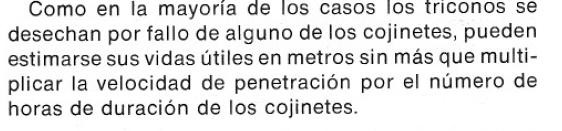 Como en la mayoría de los casos los triconos se
desechan por fallo de alguno de los cojinetes, pueden
estimarse sus vidas útiles en metros sin más que multi-
plicar la velocidad de penetración por el número de
horas de duración de los cojinetes.